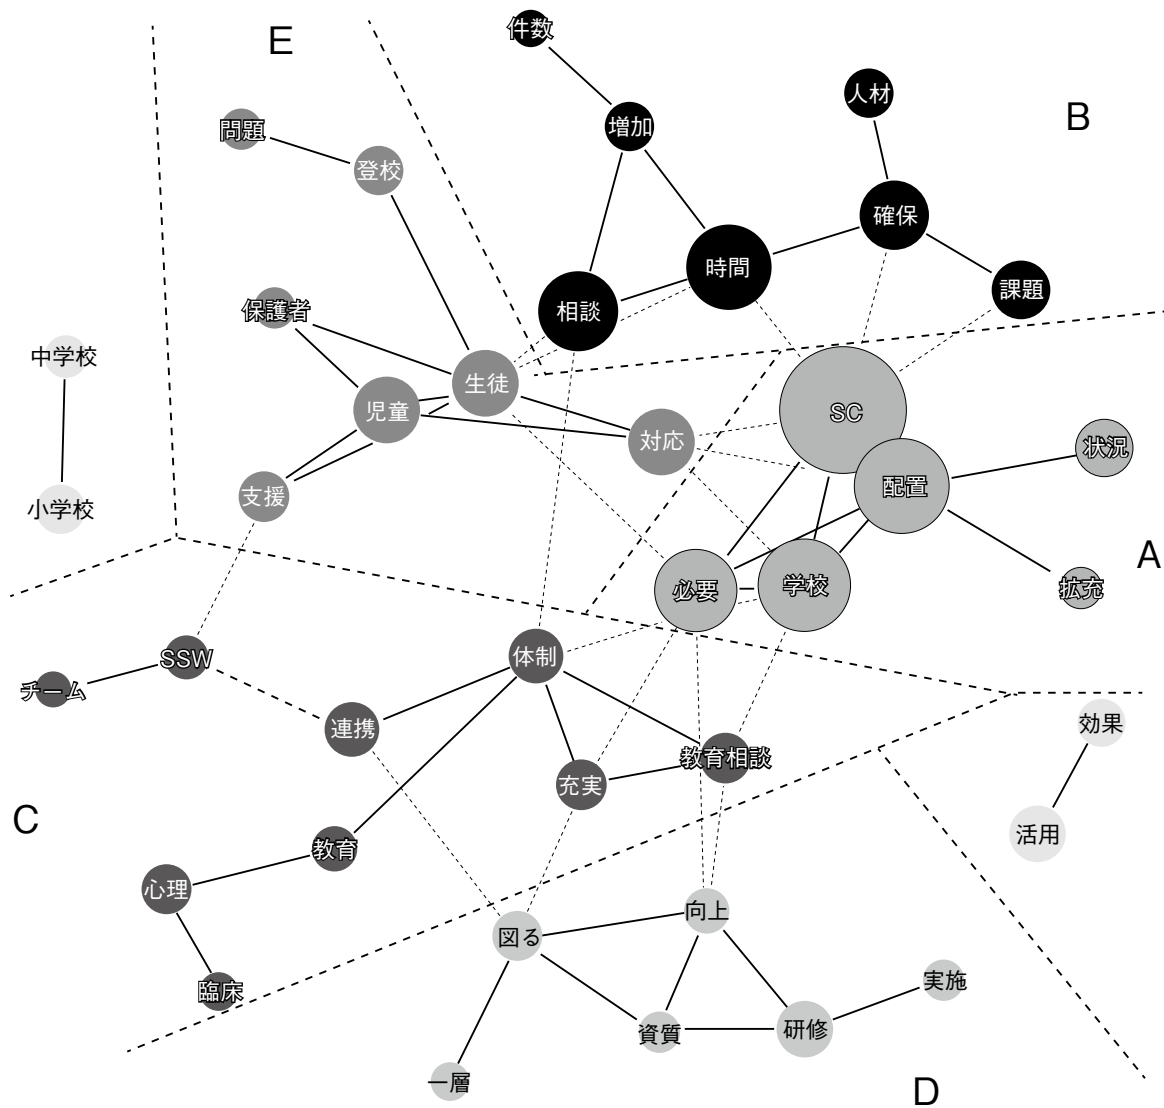 E
件数
人材
B
増加
問題
登校
確保
時間
課題
相談
保護者
中学校
生徒
児童
SC
対応
状況
配置
支援
小学校
A
必要
学校
拡充
体制
SSW
チーム
連携
効果
教育相談
充実
C
活用
教育
心理
向上
図る
臨床
実施
資質
研修
一層
D